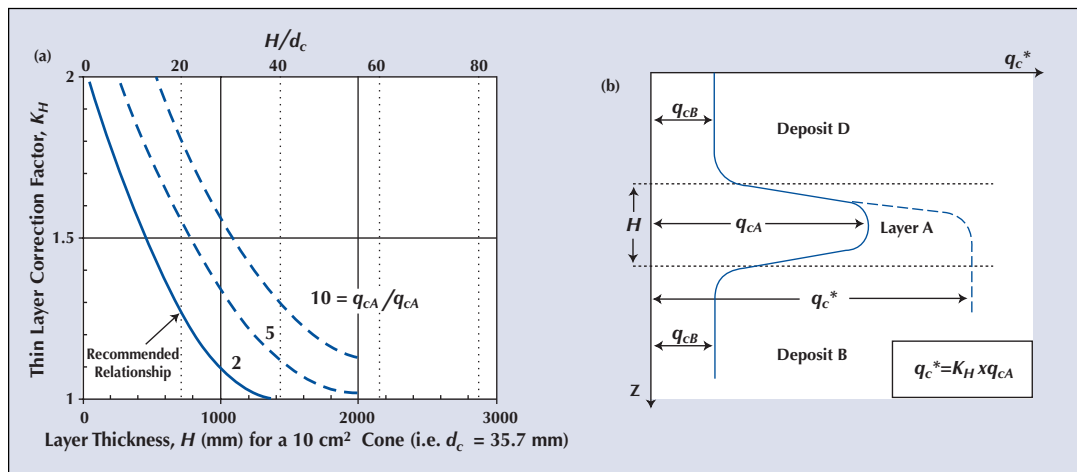 (a)
H/dc
0 20 40 60 80
Thin Layer Correction Factor, KH
2
1.5
1
10 = qcA/qcA
5
2
Recommended
Relationship
0 1000 2000 3000
Layer Thickness, H (mm) for a 10 cm² Cone (i.e. dc = 35.7 mm)
(b)
qc*
qcB
Deposit D
H
qcA
Layer A
qc*
qcB
Deposit B
Z
qc*=KH xqcA